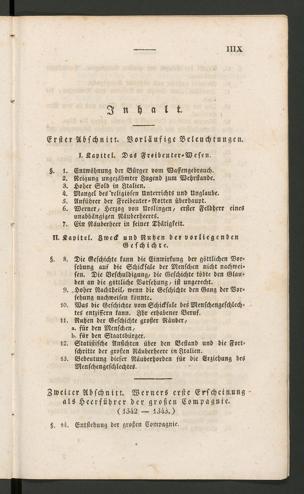 IIIX
Inhalt.
Erster Abschnitt. Vorläufige Beleuchtungen.
I. Kapitel. Das Freibeuter-Wesen.
§. 1. Entwöhnung der Bürger vom Waffengebrauch.
2. Neigung ungezähmter Jugend zum Wehrstande.
3. Hoher Sold in Italien.
4. Mangel des religiösen Unterrichts und Unglaube.
5. Anführer der Freibeuter-Rotten überhaupt.
6. Werner, Herzog von Urslingen, erster Feldherr eines
unabhängigen Räuberheeres.
7. Ein Räuberheer in seiner Thätigkeit.
II. Kapitel. Zweck und Nutzen der vorliegenden
Geschichte.
§. 8. Die Geschichte kann die Einwirkung der göttlichen Vor-
sehung auf die Schicksale der Menschen nicht nachwei-
sen. Die Beschuldigung: die Geschichte tödte den Glau-
ben an die göttliche Vorsehung, ist ungerecht.
9. Hoher Nachtheil, wenn die Geschichte den Gang der Vor-
sehung nachweisen könnte.
10. Was die Geschichte vom Schicksale des Menschengeschlech-
tes entziffern kann. Ihr erhabener Beruf.
11. Nutzen der Geschichte großer Räuber,
a. für den Menschen,
b. für den Staatsbürger.
12. Statistische Ansichten über den Bestand und die Fort-
schritte der großen Räuberheere in Italien.
13. Bedeutung dieser Räuberhorden für die Erziehung des
Menschengeschlechtes.
Zweiter Abschnitt. Werners erste Erscheinung
als Heerführer der großen Compagnie.
(1342 — 1343.)
§. 14. Entstehung der großen Compagnie.